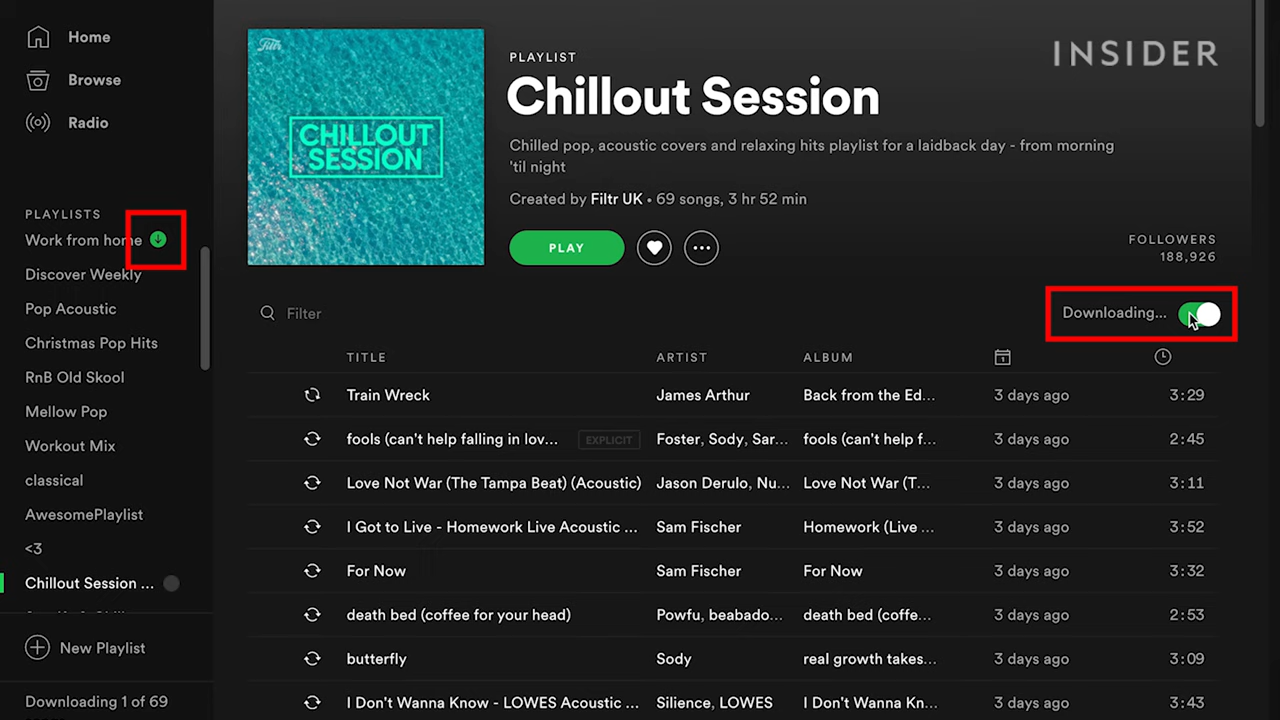 Home
Browse
Radio
PLAYLISTS
Work from home
Discover Weekly
Pop Acoustic
Christmas Pop Hits
RnB Old Skool
Mellow Pop
Workout Mix
classical
AwesomePlaylist
<3
Chillout Session ...
New Playlist
Downloading 1 of 69
Filtr
CHILLOUT
SESSION
INSIDER
PLAYLIST
Chillout Session
Chilled pop, acoustic covers and relaxing hits playlist for a laidback day - from morning
'til night
Created by Filtr UK • 69 songs, 3 hr 52 min
PLAY
FOLLOWERS
188,926
Filter
Downloading...
TITLE ARTIST ALBUM
Train Wreck James Arthur Back from the Ed... 3 days ago 3:29
fools (can't help falling in lov... EXPLICIT Foster, Sody, Sar... fools (can't help f... 3 days ago 2:45
Love Not War (The Tampa Beat) (Acoustic) Jason Derulo, Nu... Love Not War (T... 3 days ago 3:11
I Got to Live - Homework Live Acoustic ... Sam Fischer Homework (Live ... 3 days ago 3:52
For Now Sam Fischer For Now 3 days ago 3:32
death bed (coffee for your head) Powfu, beabado... death bed (coffe... 3 days ago 2:53
butterfly Sody real growth takes... 3 days ago 3:09
I Don't Wanna Know - LOWES Acoustic ... Silience, LOWES I Don't Wanna Kn... 3 days ago 3:43